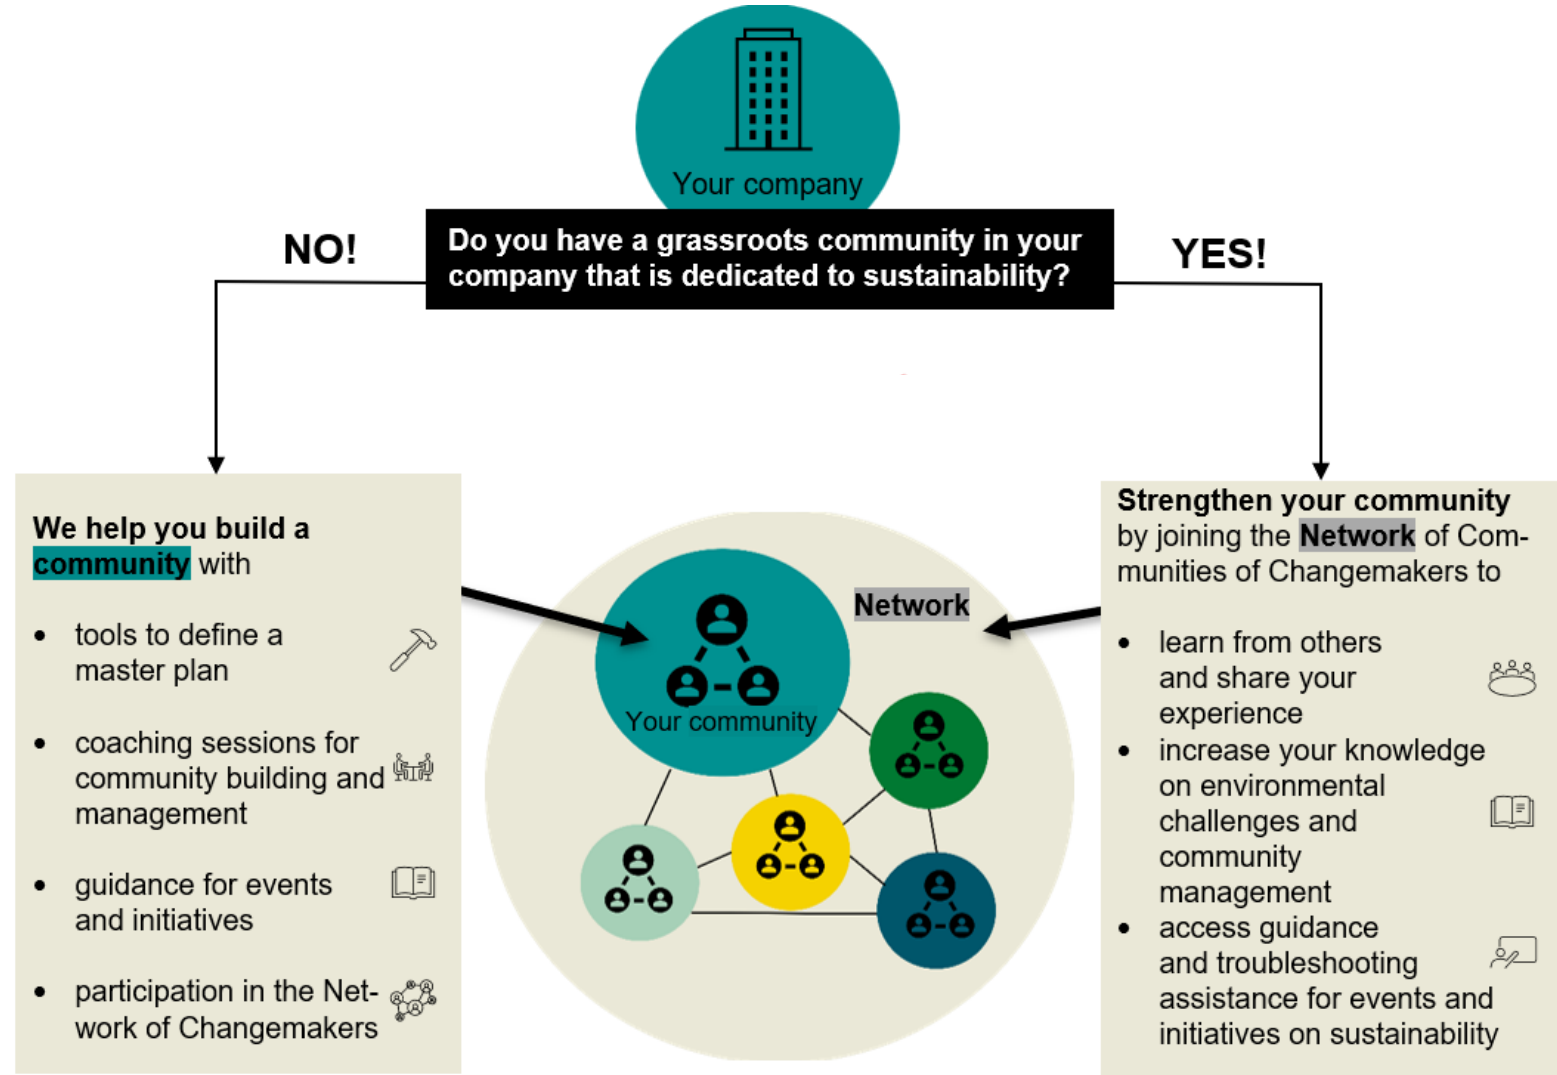 Your company
Do you have a grassroots community in your
company that is dedicated to sustainability?
NO!
YES!
We help you build a
community with
• tools to define a
master plan
• coaching sessions for
community building and
management
• guidance for events
and initiatives
• participation in the Net-
work of Changemakers
Network
Your community
Strengthen your community
by joining the Network of Com-
munities of Changemakers to
• learn from others
and share your
experience
• increase your knowledge
on environmental
challenges and
community
management
• access guidance
and troubleshooting
assistance for events and
initiatives on sustainability